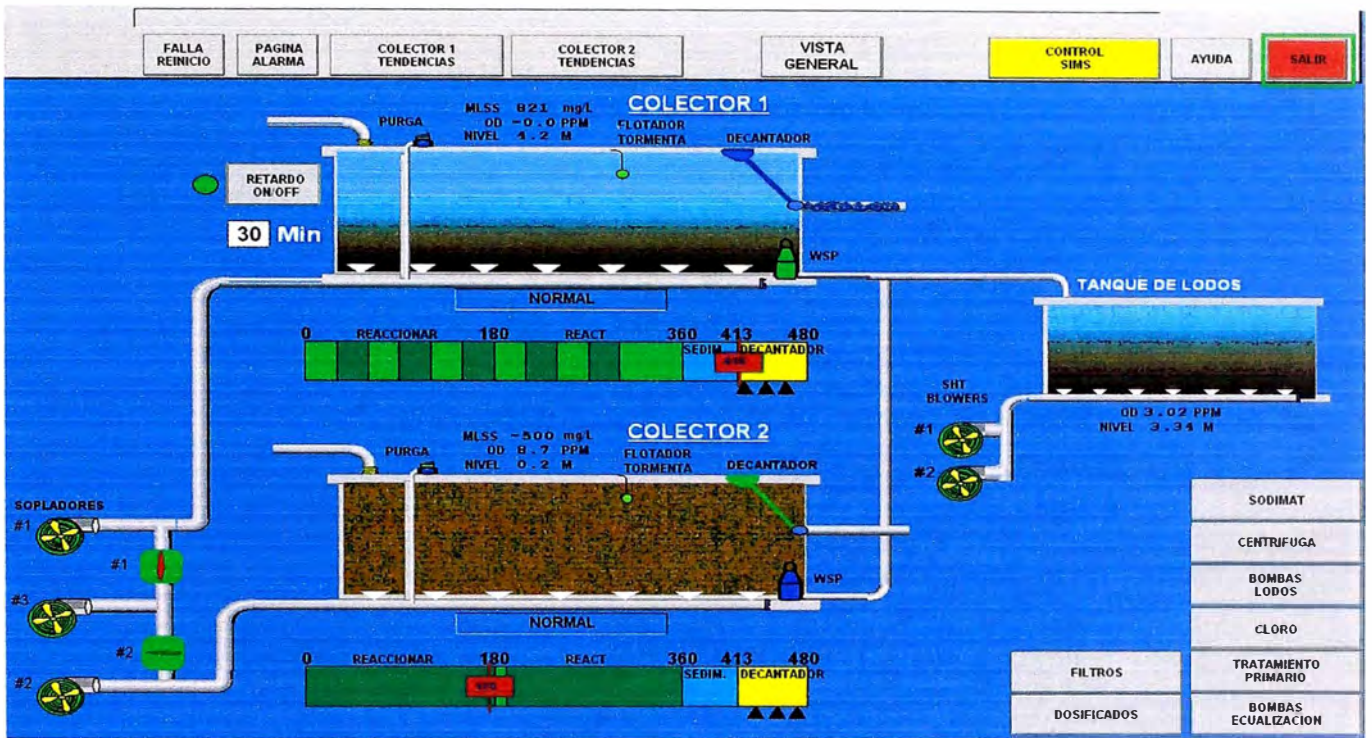 FALLA
REINICIO
PAGINA
ALARMA
COLECTOR 1
TENDENCIAS
COLECTOR 2
TENDENCIAS
VISTA
GENERAL
CONTROL
SIMS
AYUDA
SALIR
COLECTOR 1
MLSS 821 mg/L
OD -0.0 PPM
NIVEL 4.2 M
PURGA
FLOTADOR
TORMENTA
DECANTADOR
RETARDO
ON/OFF
30 Min
WSP
NORMAL
0 REACCIONAR 180 REACT 360 413 480
SEDIM. DECANTADOR
TANQUE DE LODOS
SHT
BLOWERS
#1
#2
OD 3.02 PPM
NIVEL 3.34 M
COLECTOR 2
MLSS -500 mg/L
OD 8.7 PPM
NIVEL 0.2 M
PURGA
FLOTADOR
TORMENTA
DECANTADOR
WSP
NORMAL
0 REACCIONAR 180 REACT 360 413 480
SEDIM. DECANTADOR
SOPLADORES
#1
#1
#3
#2
#2
SODIMAT
CENTRIFUGA
BOMBAS
LODOS
CLORO
FILTROS
TRATAMIENTO
PRIMARIO
DOSIFICADOS
BOMBAS
ECUALIZACION